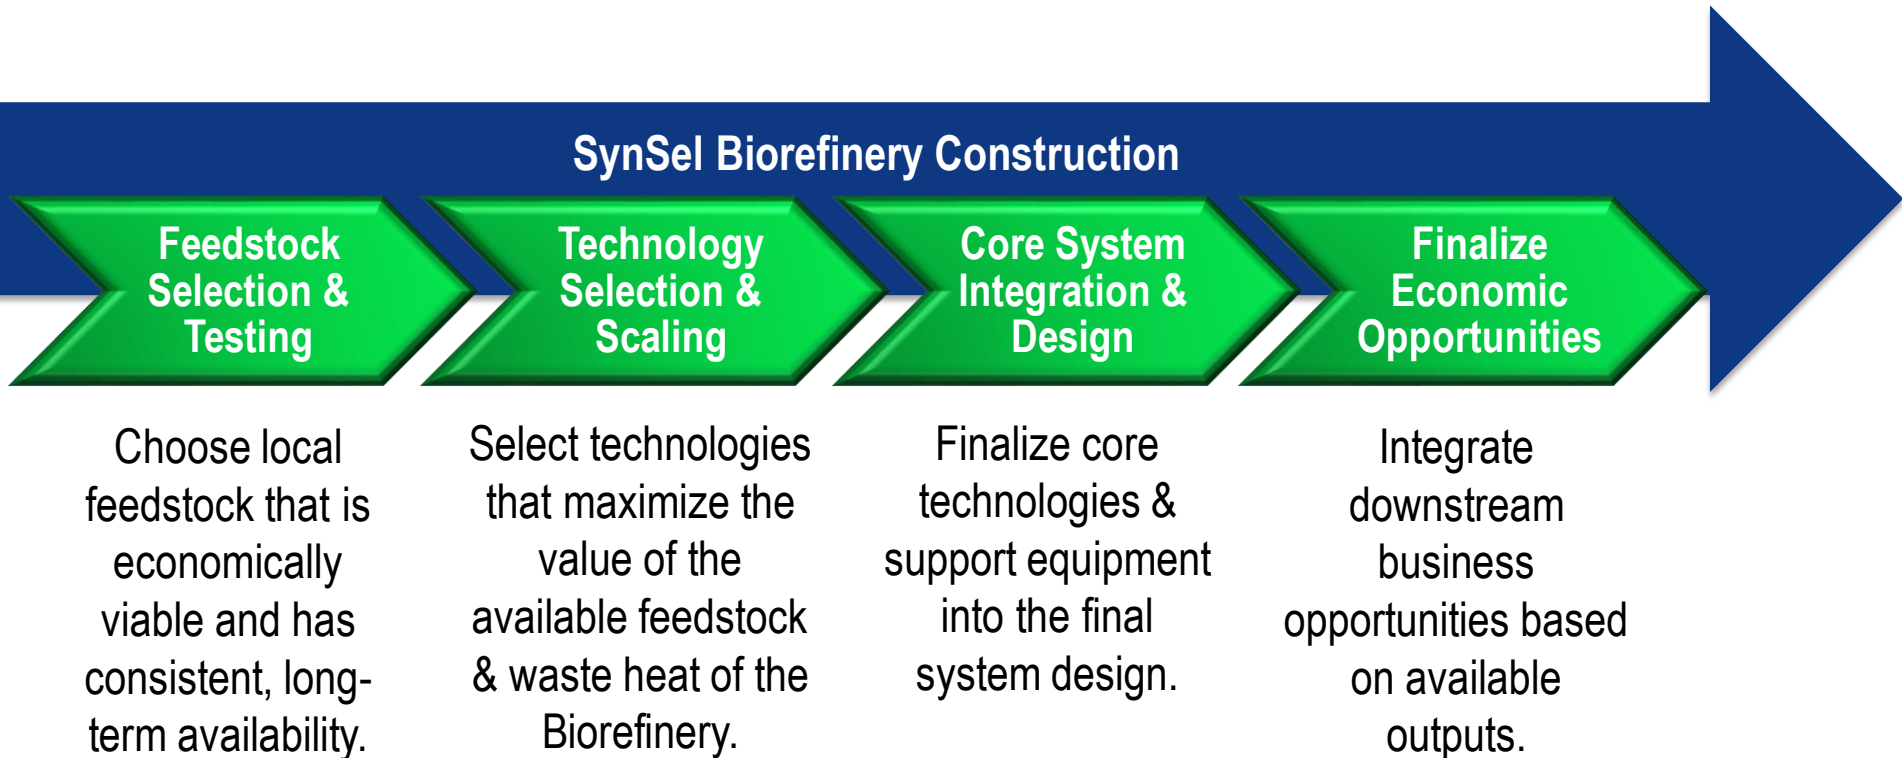 SynSel Biorefinery Construction
Feedstock
Selection &
Testing
Technology
Selection &
Scaling
Core System
Integration &
Design
Finalize
Economic
Opportunities
Choose local
feedstock that is
economically
viable and has
consistent, long-
term availability.
Select technologies
that maximize the
value of the
available feedstock
& waste heat of the
Biorefinery.
Finalize core
technologies &
support equipment
into the final
system design.
Integrate
downstream
business
opportunities based
on available
outputs.